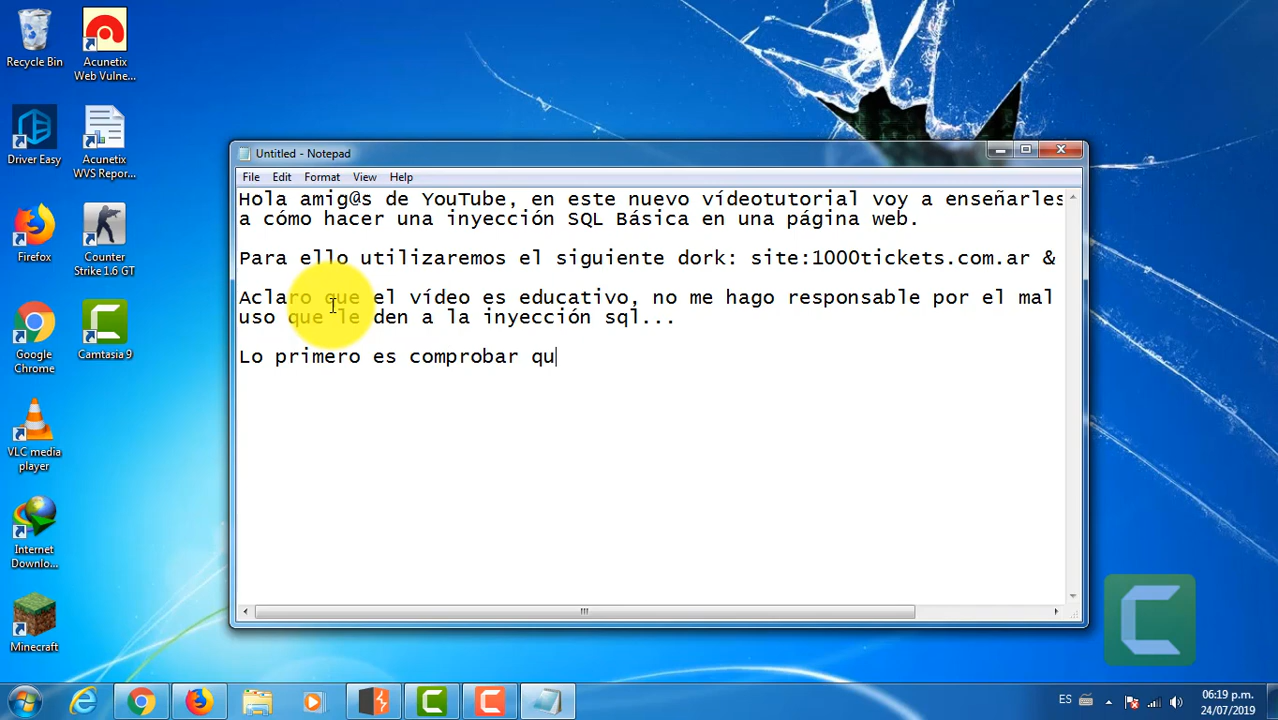 Recycle Bin
Acunetix
Web Vulne...
Driver Easy
Acunetix
WVS Repor...
Firefox
Counter
Strike 1.6 GT
Google
Chrome
Camtasia 9
VLC media
player
Internet
Downlo...
Minecraft
Untitled - Notepad
File Edit Format View Help
Hola amig@s de YouTube, en este nuevo vídeotutorial voy a enseñarles
a cómo hacer una inyección SQL Básica en una página web.
Para ello utilizaremos el siguiente dork: site:1000tickets.com.ar &
Aclaro que el vídeo es educativo, no me hago responsable por el mal
uso que le den a la inyección sql...
Lo primero es comprobar qu
ES
06:19 p.m.
24/07/2019